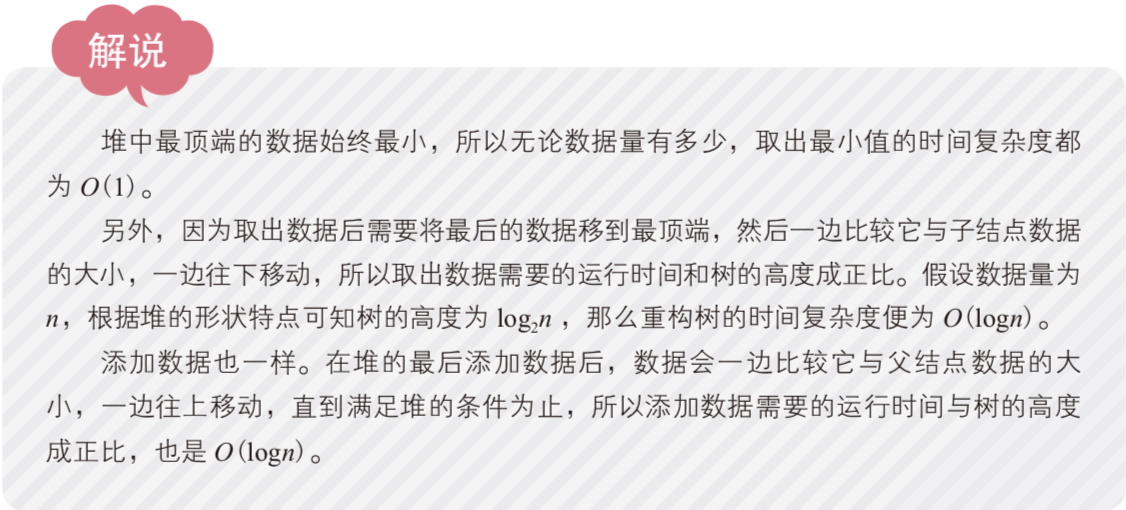 解说
堆中最顶端的数据始终最小，所以无论数据量有多少，取出最小值的时间复杂度都
为 O(1)。
另外，因为取出数据后需要将最后的数据移到最顶端，然后一边比较它与子结点数据
的大小，一边往下移动，所以取出数据需要的运行时间和树的高度成正比。假设数据量为
n，根据堆的形状特点可知树的高度为 log₂n ，那么重构树的时间复杂度便为 O(logn)。
添加数据也一样。在堆的最后添加数据后，数据会一边比较它与父结点数据的大
小，一边往上移动，直到满足堆的条件为止，所以添加数据需要的运行时间与树的高度
成正比，也是 O(logn)。